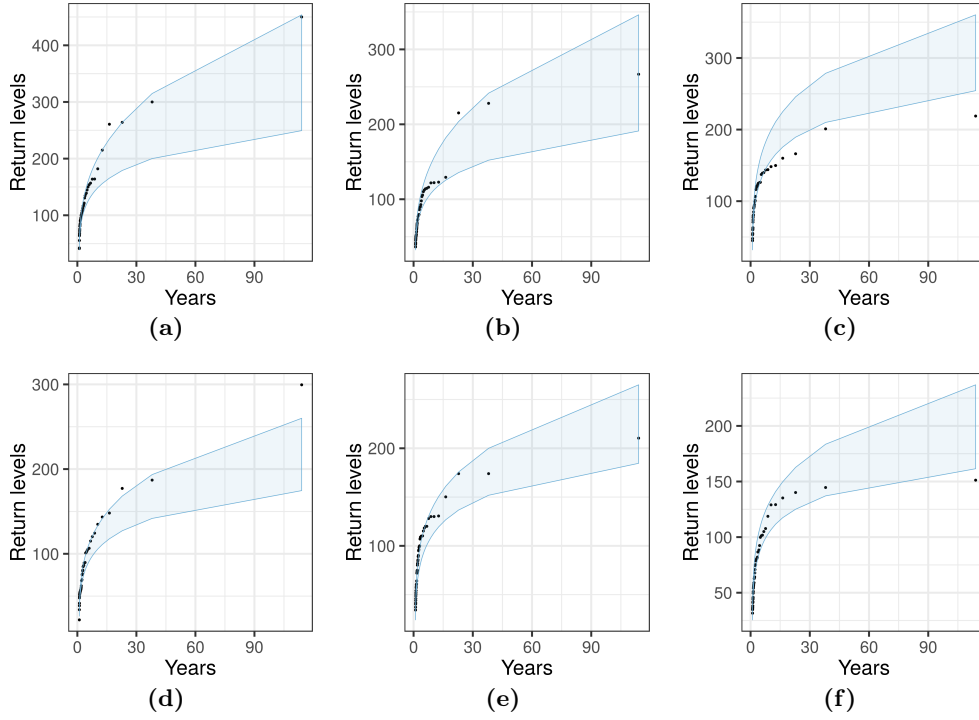 400
300
200
100
Return levels
0 30 60 90
Years
(a)
300
200
100
Return levels
0 30 60 90
Years
(b)
300
200
100
Return levels
0 30 60 90
Years
(c)
300
200
100
Return levels
0 30 60 90
Years
(d)
200
100
Return levels
0 30 60 90
Years
(e)
200
150
100
50
Return levels
0 30 60 90
Years
(f)